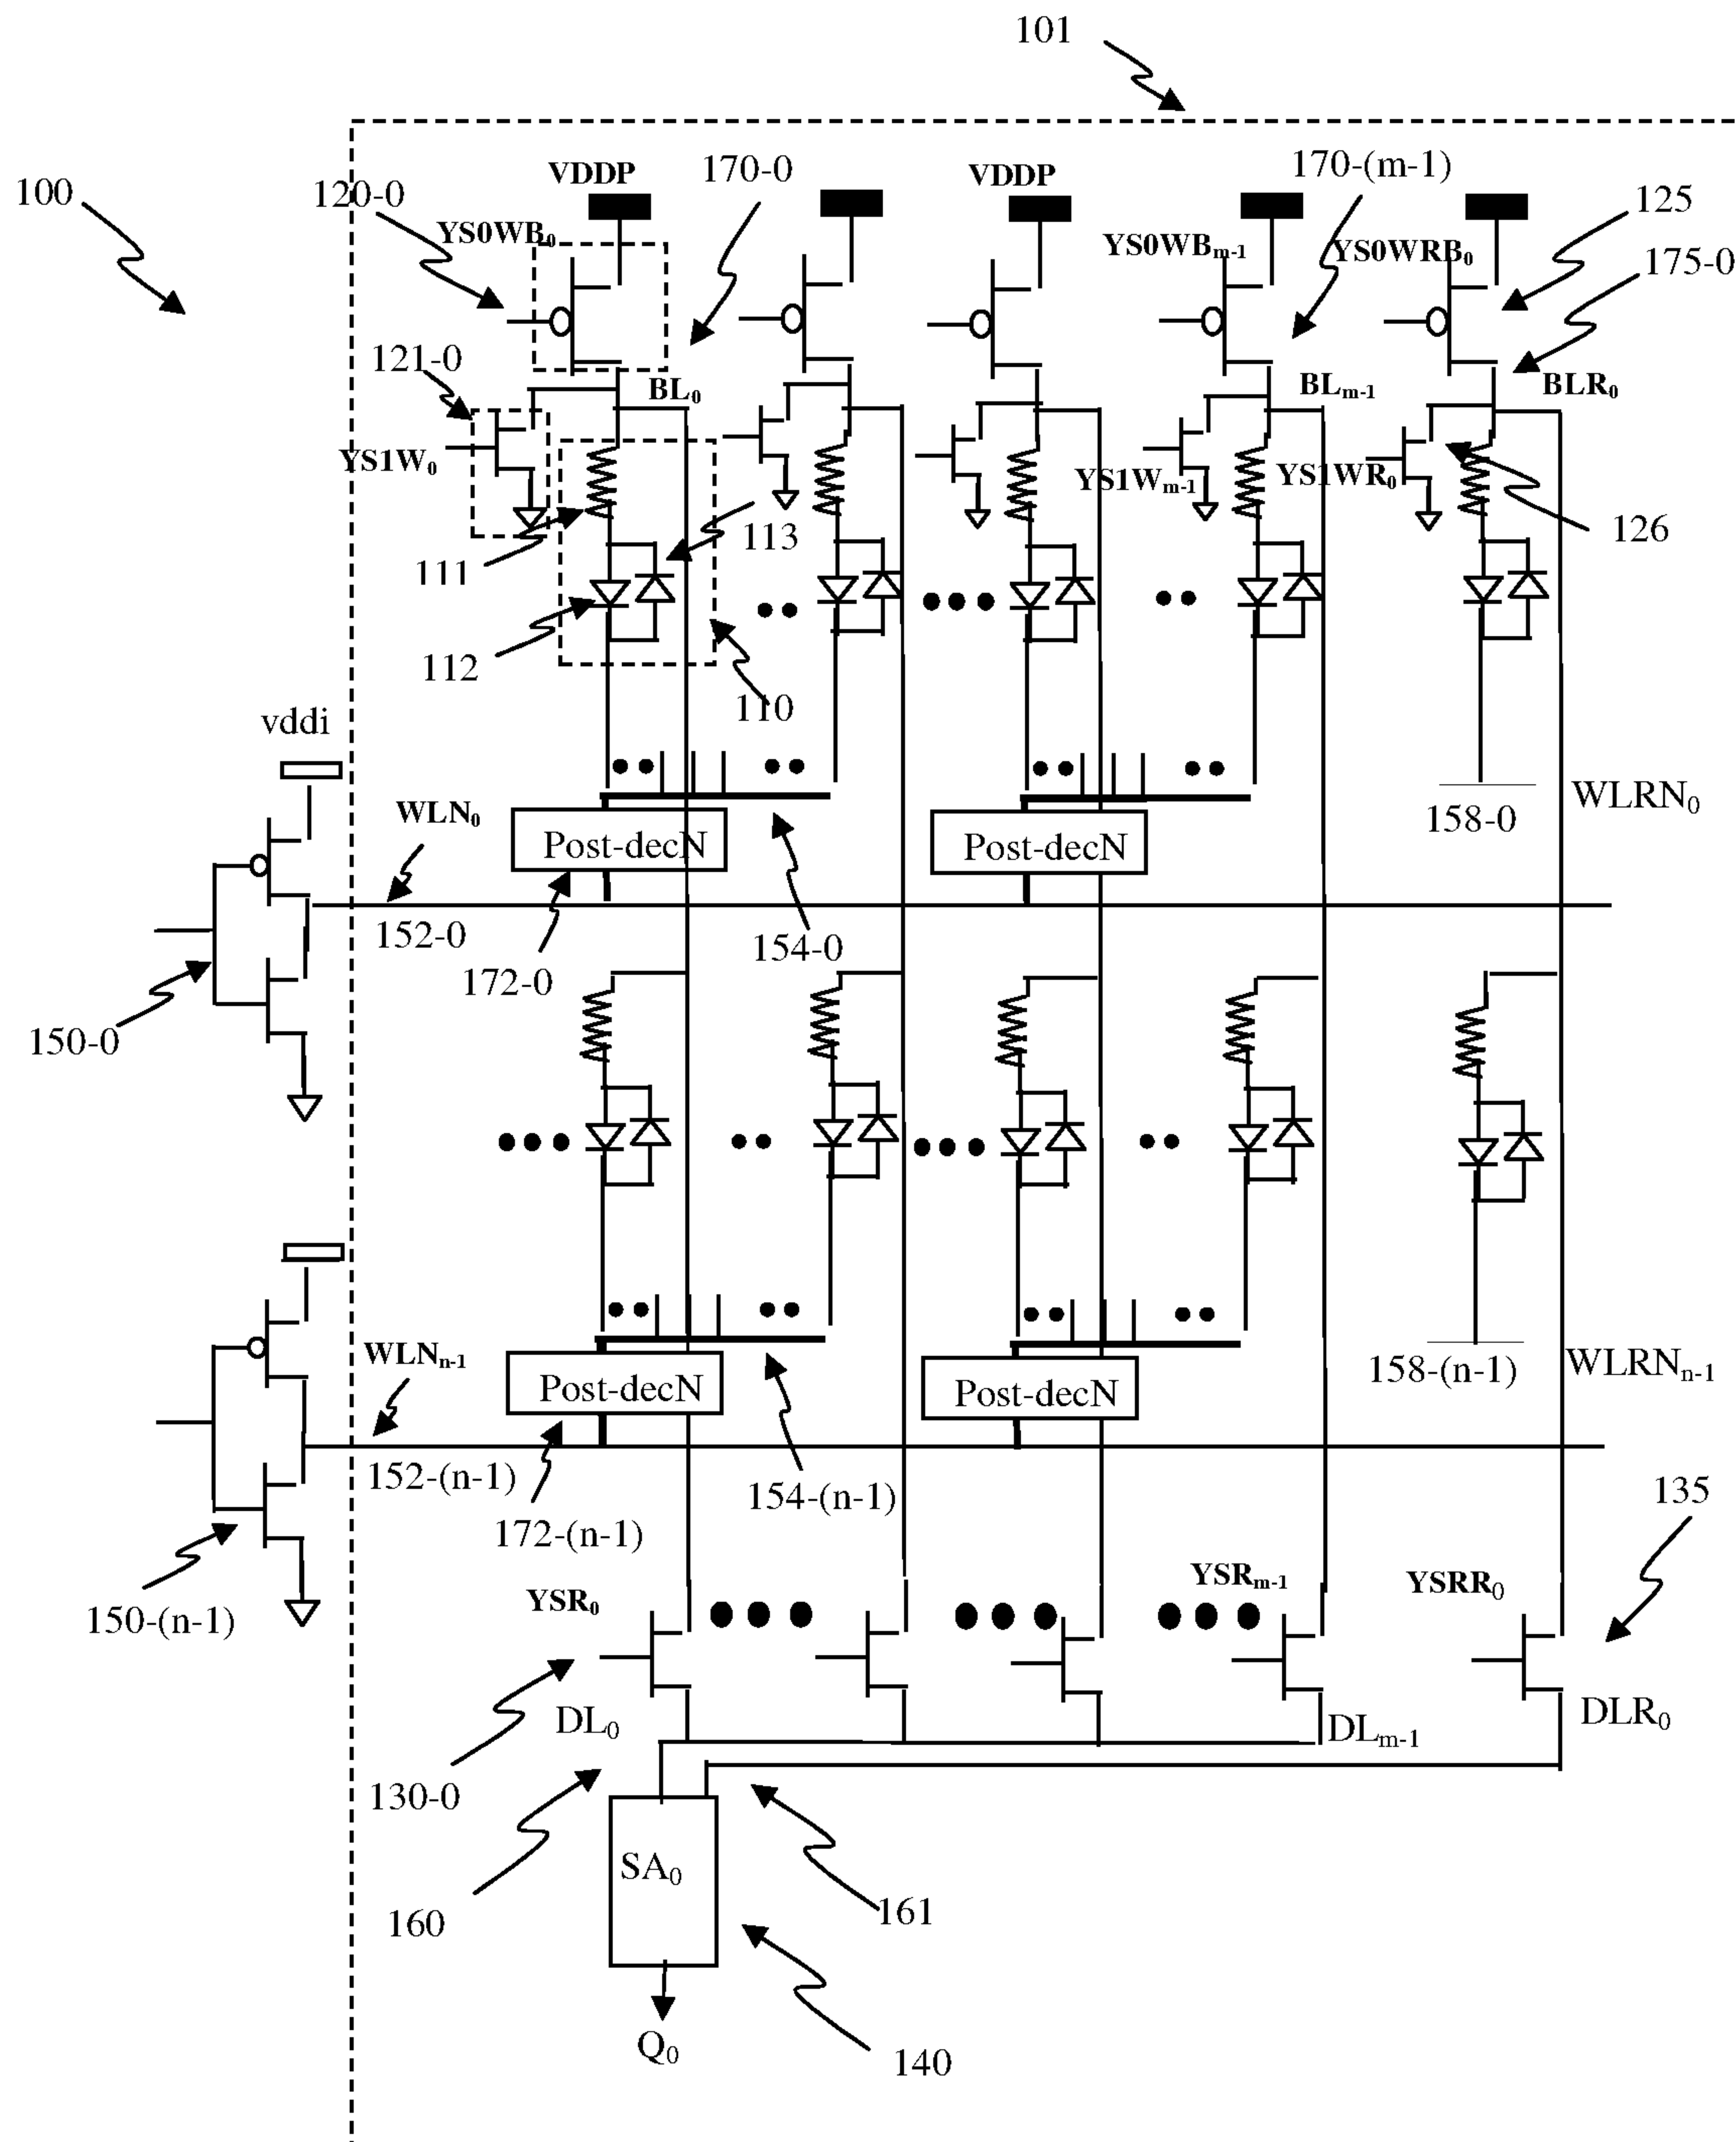 101
100
120-0
VDDP
170-0
VDDP
170-(m-1)
125
YS0WB₀
YS0WBₘ₋₁
YS0WRB₀
175-0
121-0
BL₀
BLₘ₋₁
BLR₀
YS1W₀
YS1Wₘ₋₁
YS1WR₀
111
113
126
112
110
vddi
WLN₀
Post-decN
Post-decN
158-0
WLRN₀
152-0
172-0
154-0
150-0
WLNₙ₋₁
Post-decN
Post-decN
158-(n-1)
WLRNₙ₋₁
152-(n-1)
172-(n-1)
154-(n-1)
135
150-(n-1)
YSR₀
YSRₘ₋₁
YSRR₀
DL₀
DLₘ₋₁
DLR₀
130-0
160
SA₀
161
Q₀
140